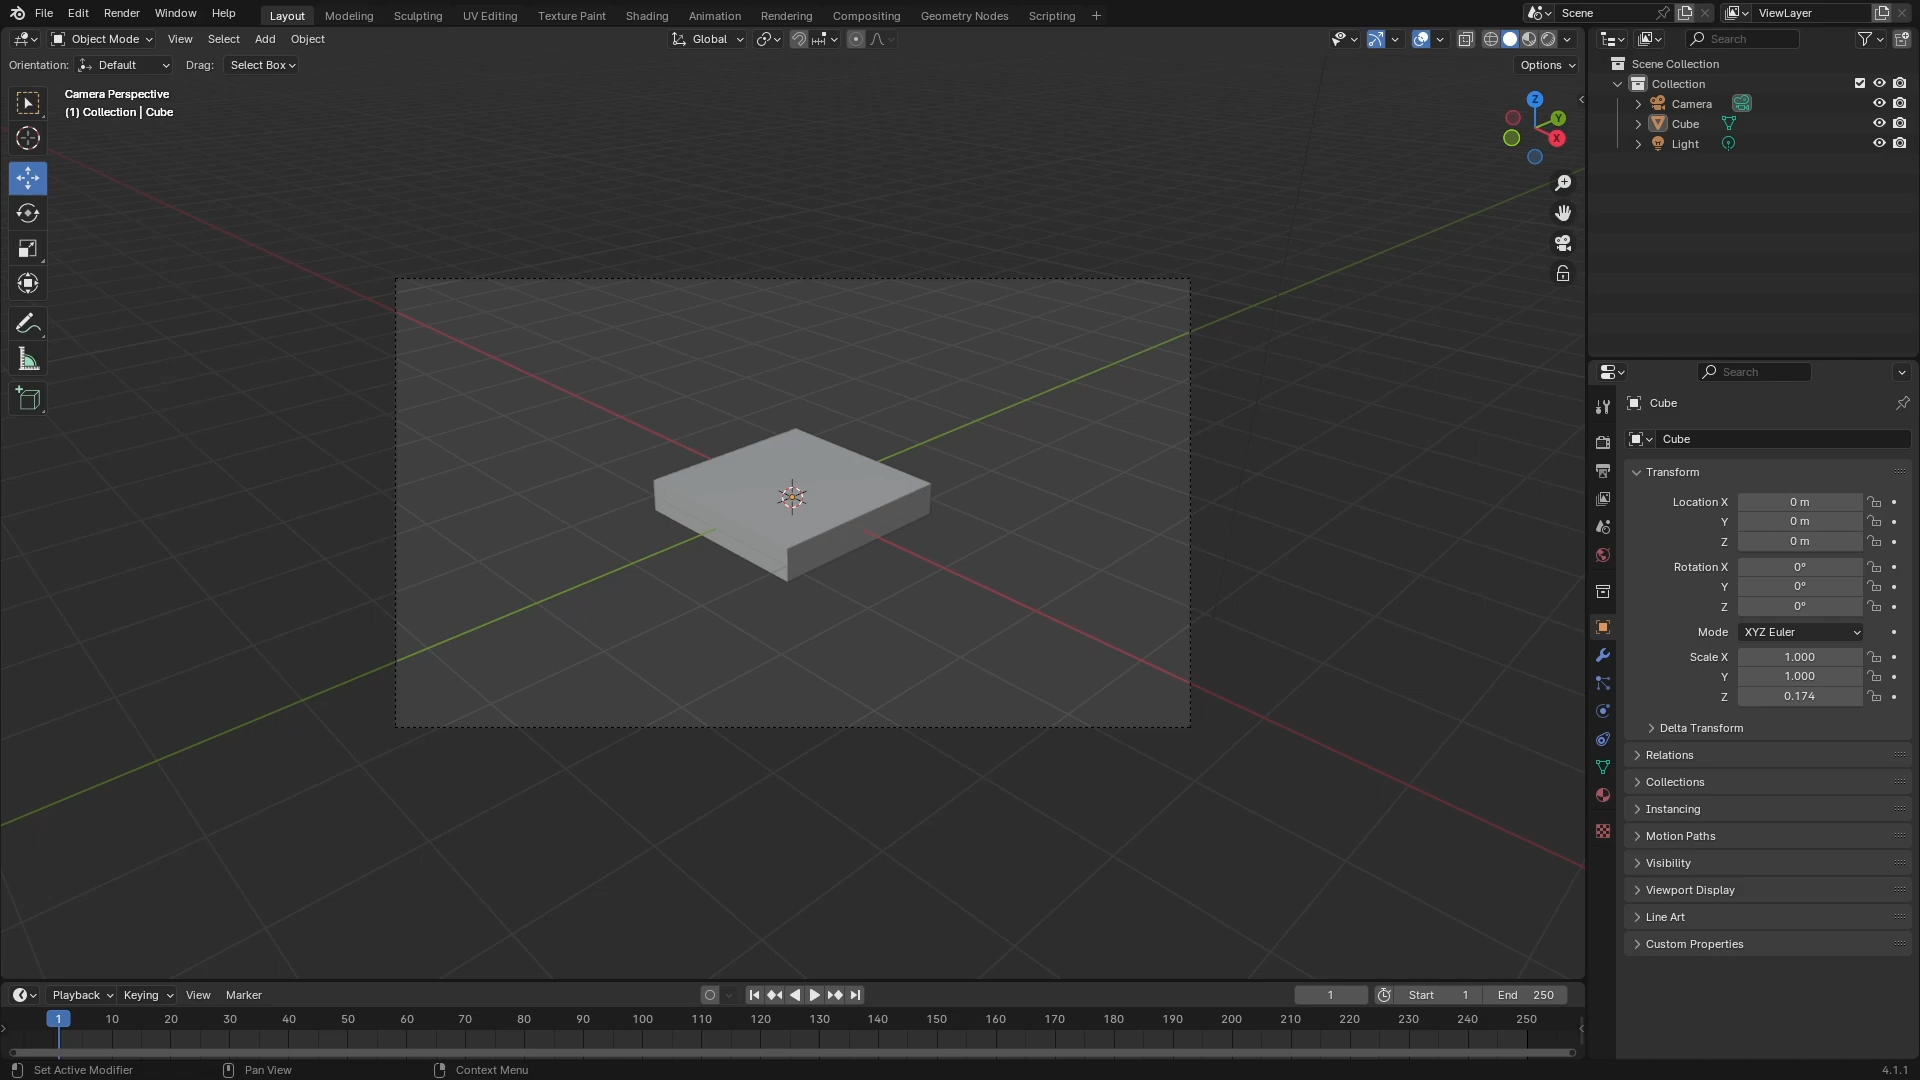 File Edit Render Window Help Layout Modeling Sculpting UV Editing Texture Paint Shading Animation Rendering Compositing Geometry Nodes Scripting + Scene ViewLayer
Object Mode View Select Add Object Global Search
Orientation: Default Drag: Select Box Options
Camera Perspective
(1) Collection | Cube
Z
Y
X
Scene Collection
Collection
Camera
Cube
Light
Search
Cube
Cube
Transform
Location X 0 m
Y 0 m
Z 0 m
Rotation X 0°
Y 0°
Z 0°
Mode XYZ Euler
Scale X 1.000
Y 1.000
Z 0.174
Delta Transform
Relations
Collections
Instancing
Motion Paths
Visibility
Viewport Display
Line Art
Custom Properties
Playback Keying View Marker 1 Start 1 End 250
1 10 20 30 40 50 60 70 80 90 100 110 120 130 140 150 160 170 180 190 200 210 220 230 240 250
Set Active Modifier Pan View Context Menu 4.1.1